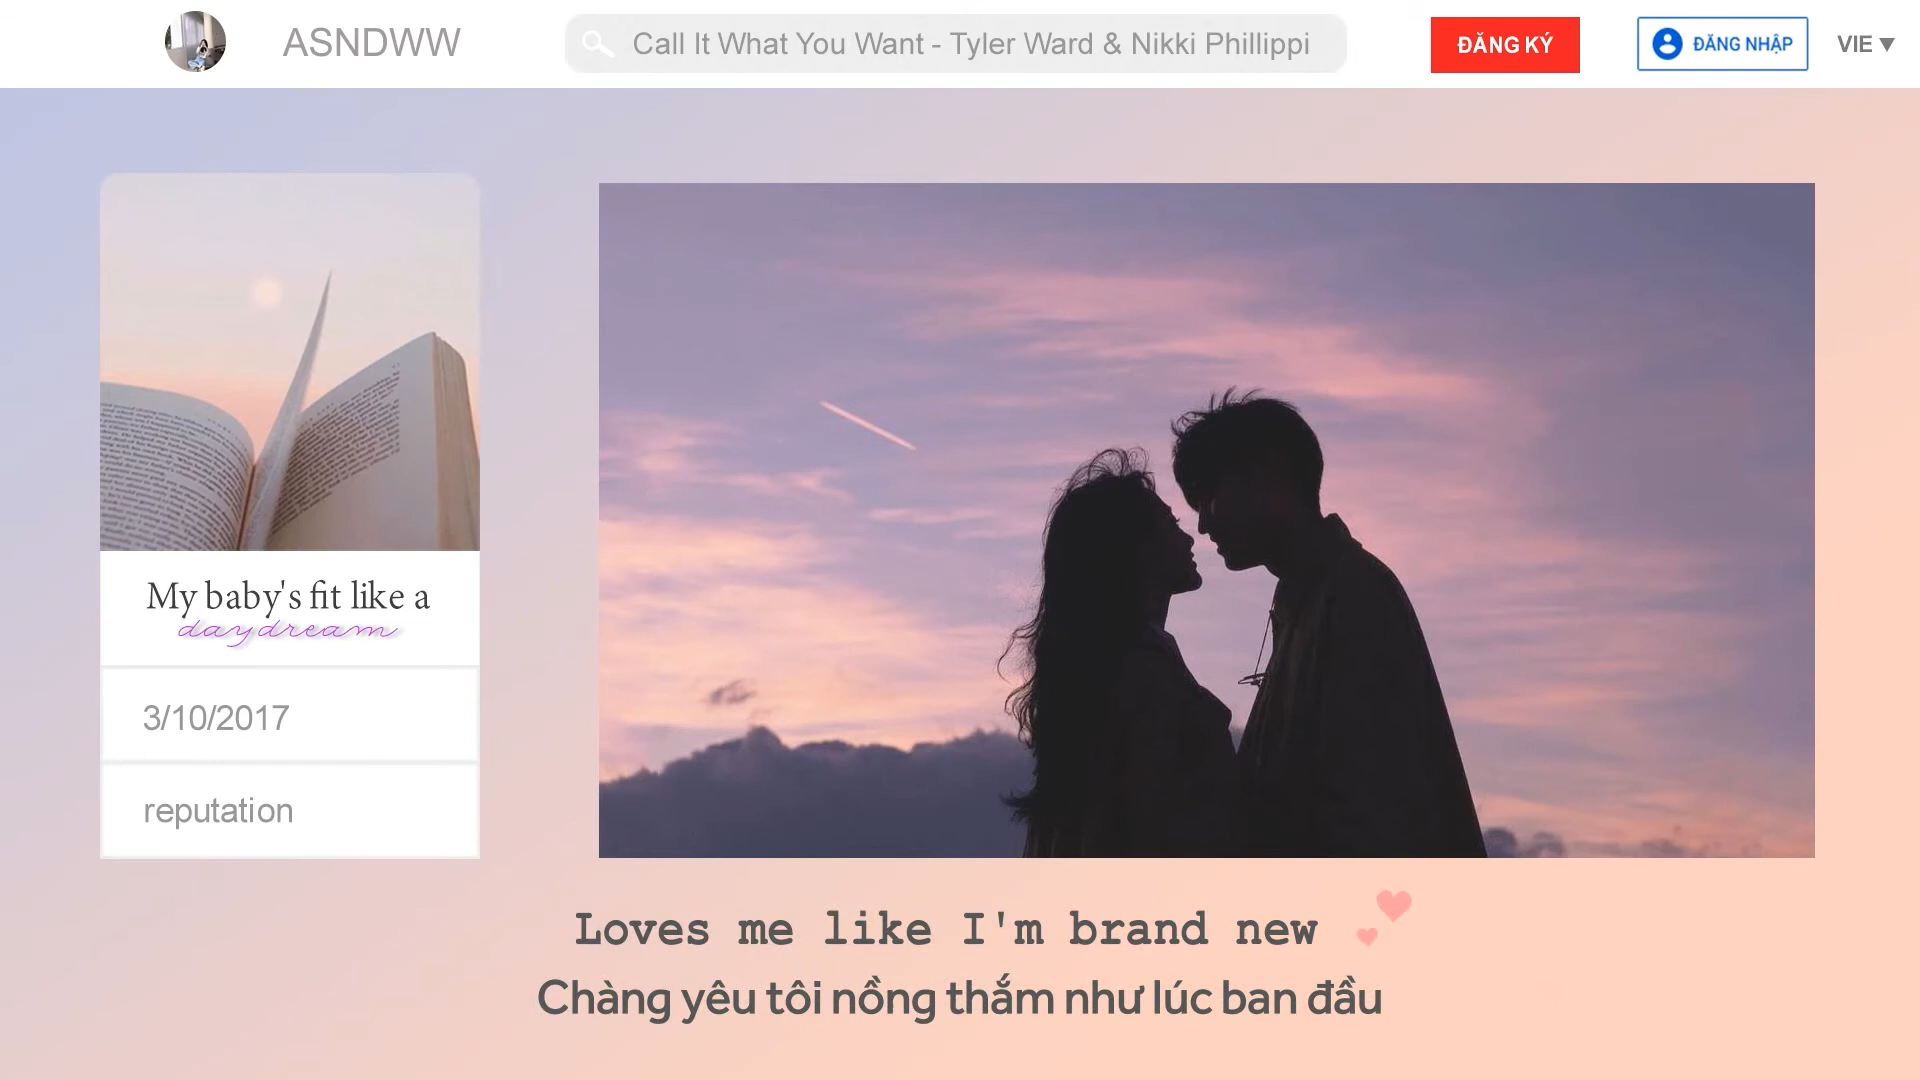 ASNDWW
Call It What You Want - Tyler Ward & Nikki Phillippi
ĐĂNG KÝ
ĐĂNG NHẬP
VIE ▼
My baby's fit like a
daydream
3/10/2017
reputation
Loves me like I'm brand new
Chàng yêu tôi nồng thắm như lúc ban đầu